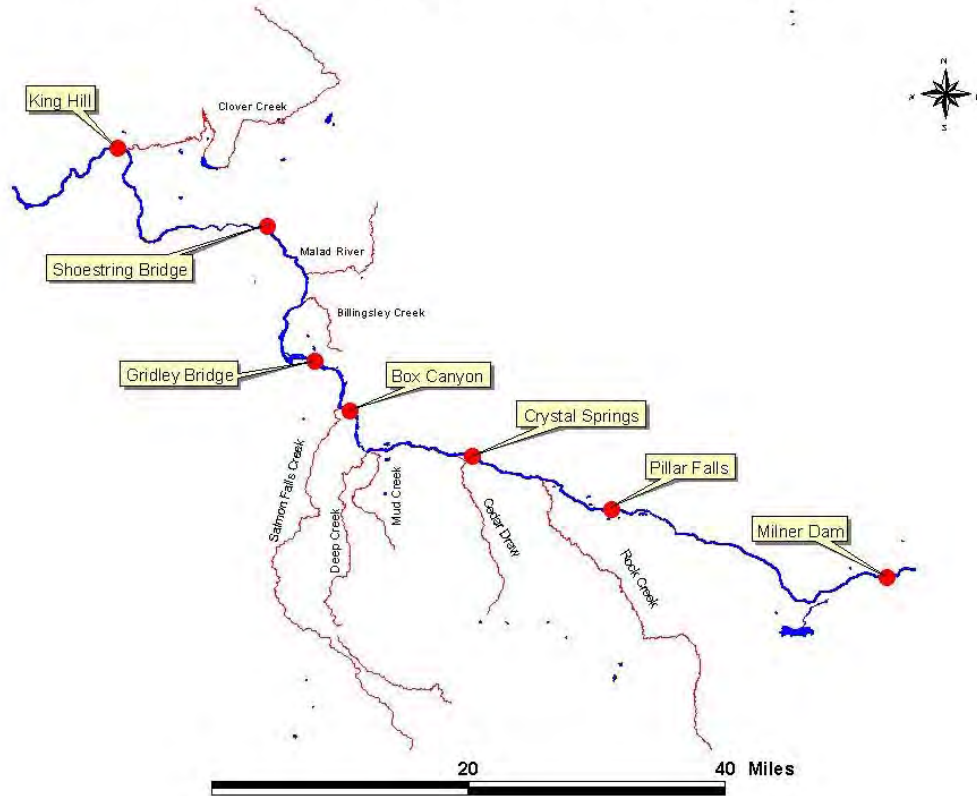 Clover Creek
King Hill
N
S
Malad River
Shoestring Bridge
Billingsley Creek
Gridley Bridge
Box Canyon
Crystal Springs
Pillar Falls
Milner Dam
Salmon Falls Creek
Deep Creek
Mud Creek
Cedar Draw
Rock Creek
20
40 Miles